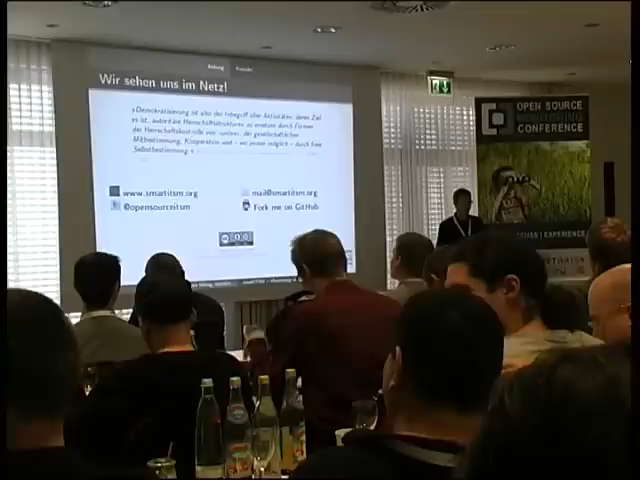 Wir sehen uns im Netz!
»Demokratisierung ist also der Inbegriff aller Aktivitäten, deren Ziel
es ist, autoritäre Herrschaftsstrukturen zu ersetzen durch Formen
der Herrschaftskontrolle von »unten«, der gesellschaftlichen
Mitbestimmung, Kooperation und – wo immer möglich – durch freie
Selbstbestimmung.«
www.smartitsm.org
mail@smartitsm.org
@opensourceitsm
Fork me on GitHub
OPEN SOURCE
MONITORING
CONFERENCE
EXPERIENCE